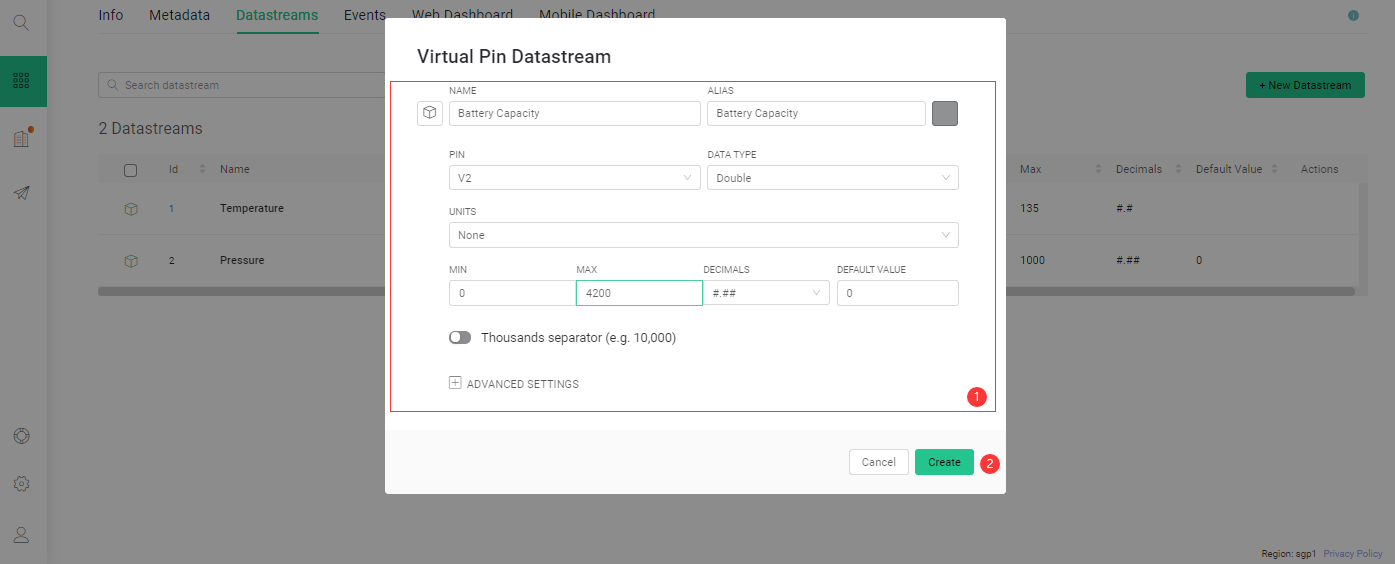 Info Metadata Datastreams Events Web Dashboard Mobile Dashboard
Virtual Pin Datastream
Search datastream
+ New Datastream
NAME ALIAS
Battery Capacity Battery Capacity
2 Datastreams
PIN DATA TYPE
Id Name Max Decimals Default Value Actions
V2 Double
1 Temperature 135 #.#
UNITS
None
2 Pressure 1000 #.## 0
MIN MAX DECIMALS DEFAULT VALUE
0 4200 #.## 0
Thousands separator (e.g. 10,000)
ADVANCED SETTINGS
1
Cancel Create 2
Region: sgp1 Privacy Policy